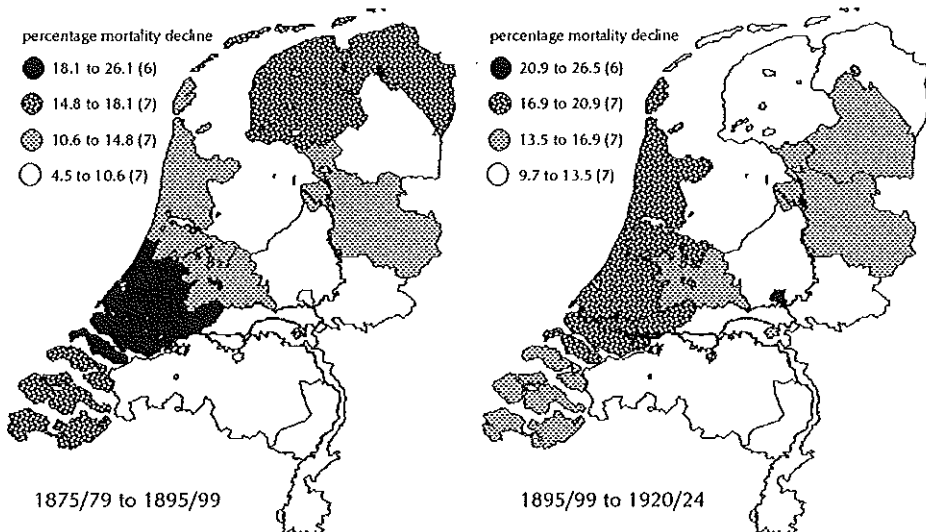 percentage mortality decline
18.1 to 26.1 (6)
14.8 to 18.1 (7)
10.6 to 14.8 (7)
4.5 to 10.6 (7)
1875/79 to 1895/99
percentage mortality decline
20.9 to 26.5 (6)
16.9 to 20.9 (7)
13.5 to 16.9 (7)
9.7 to 13.5 (7)
1895/99 to 1920/24